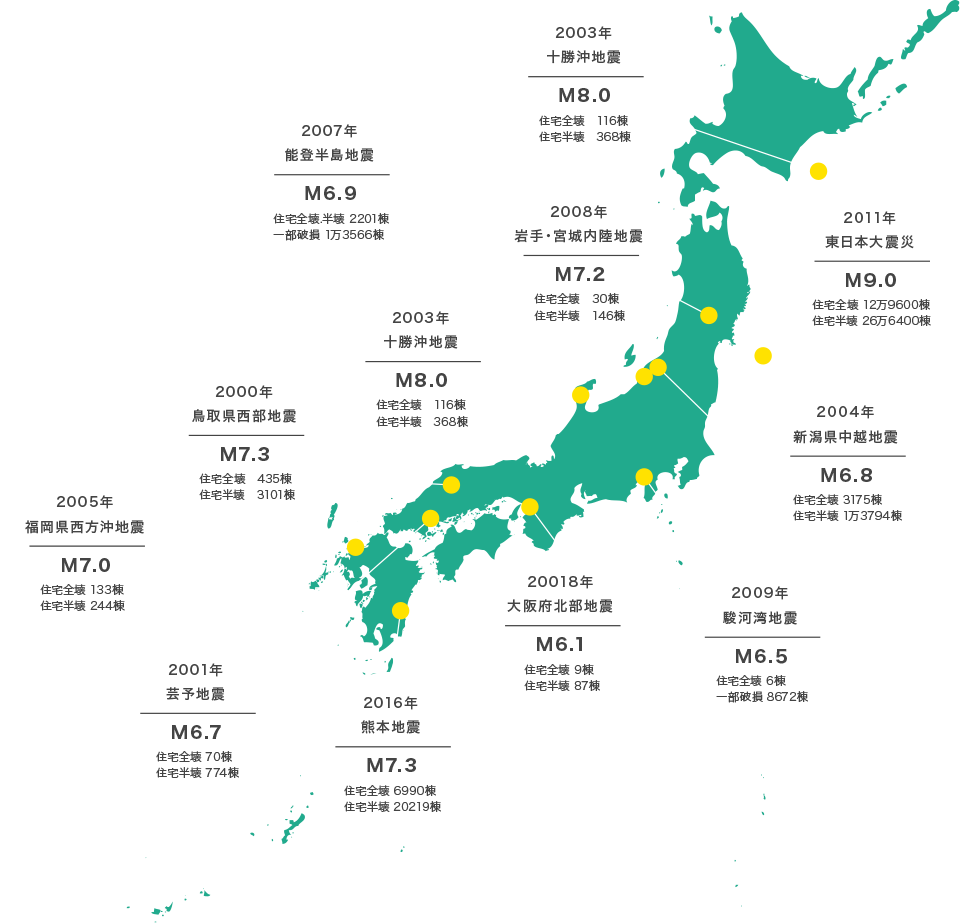 2003年
十勝沖地震
M8.0
住宅全壊 116棟
住宅半壊 368棟
2007年
能登半島地震
M6.9
住宅全壊.半壊 2201棟
一部破損 1万3566棟
2008年
岩手・宮城内陸地震
M7.2
住宅全壊 30棟
住宅半壊 146棟
2011年
東日本大震災
M9.0
住宅全壊 12万9600棟
住宅半壊 26万6400棟
2003年
十勝沖地震
M8.0
住宅全壊 116棟
住宅半壊 368棟
2000年
鳥取県西部地震
M7.3
住宅全壊 435棟
住宅半壊 3101棟
2004年
新潟県中越地震
M6.8
住宅全壊 3175棟
住宅半壊 1万3794棟
2005年
福岡県西方沖地震
M7.0
住宅全壊 133棟
住宅半壊 244棟
20018年
大阪府北部地震
M6.1
住宅全壊 9棟
住宅半壊 87棟
2009年
駿河湾地震
M6.5
住宅全壊 6棟
一部破損 8672棟
2001年
芸予地震
M6.7
住宅全壊 70棟
住宅半壊 774棟
2016年
熊本地震
M7.3
住宅全壊 6990棟
住宅半壊 20219棟